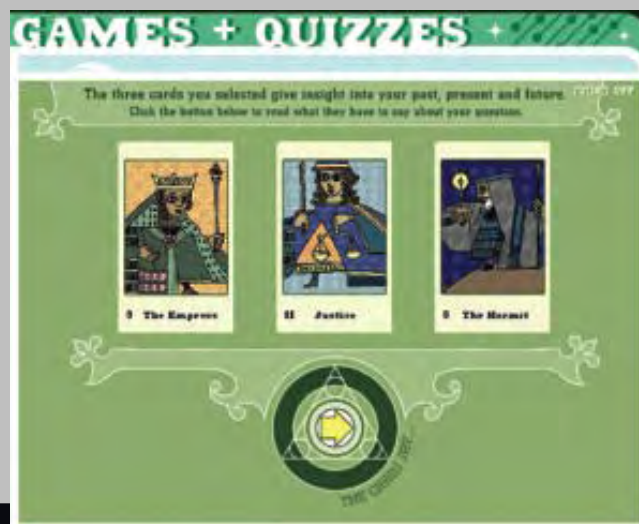 GAMES + QUIZZES
The three cards you selected give insight into your past, present and future.
Click the button below to read what they have to say about your question.
The Empress
Justice
The Hermit
THE